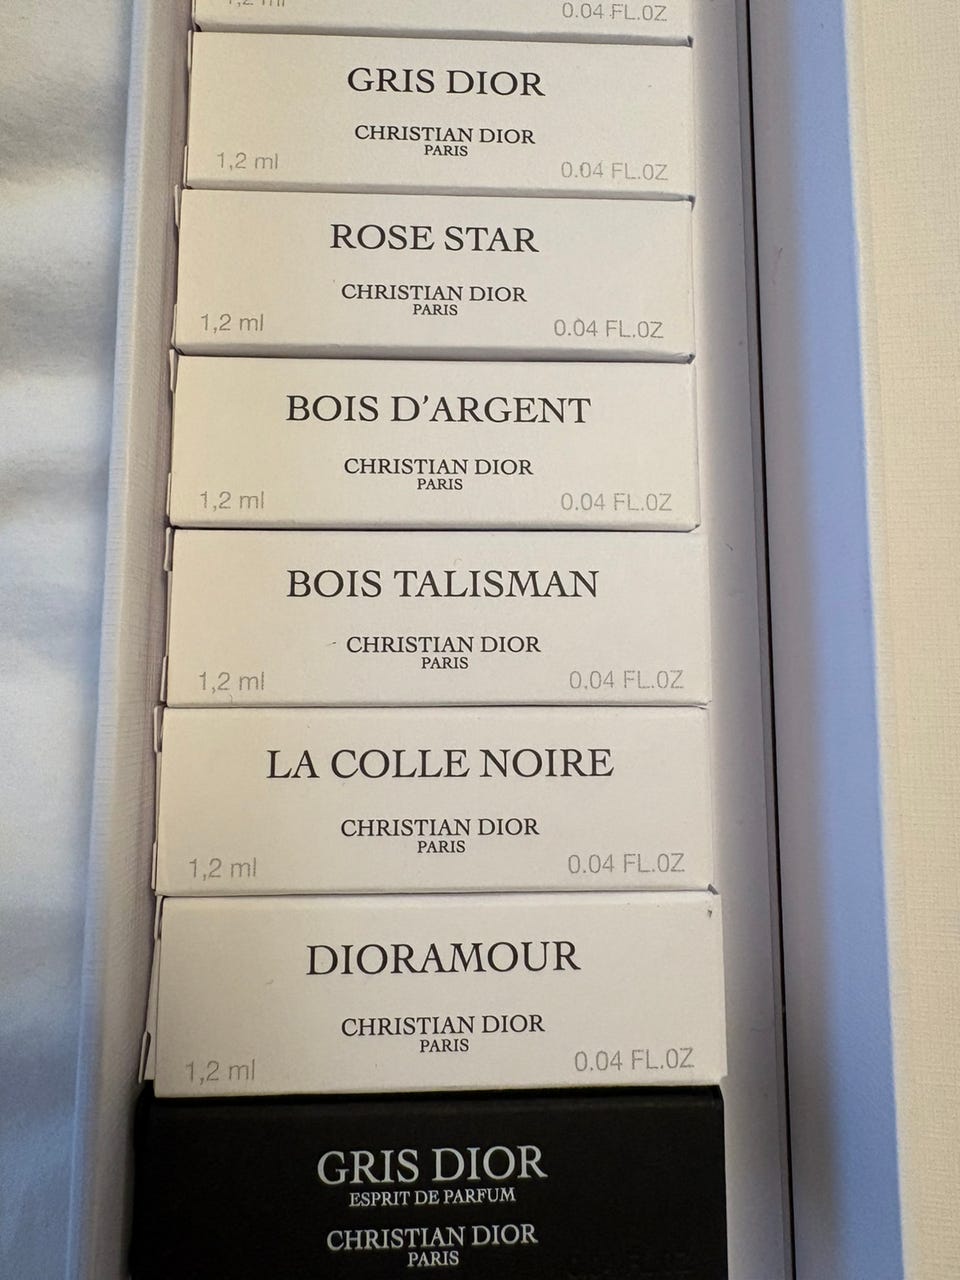 1,2 ml 0.04 FL.OZ
GRIS DIOR
CHRISTIAN DIOR
PARIS
1,2 ml 0.04 FL.OZ
ROSE STAR
CHRISTIAN DIOR
PARIS
1,2 ml 0.04 FL.OZ
BOIS D’ARGENT
CHRISTIAN DIOR
PARIS
1,2 ml 0.04 FL.OZ
BOIS TALISMAN
CHRISTIAN DIOR
PARIS
1,2 ml 0.04 FL.OZ
LA COLLE NOIRE
CHRISTIAN DIOR
PARIS
1,2 ml 0.04 FL.OZ
DIORAMOUR
CHRISTIAN DIOR
PARIS
1,2 ml 0.04 FL.OZ
GRIS DIOR
ESPRIT DE PARFUM
CHRISTIAN DIOR
PARIS